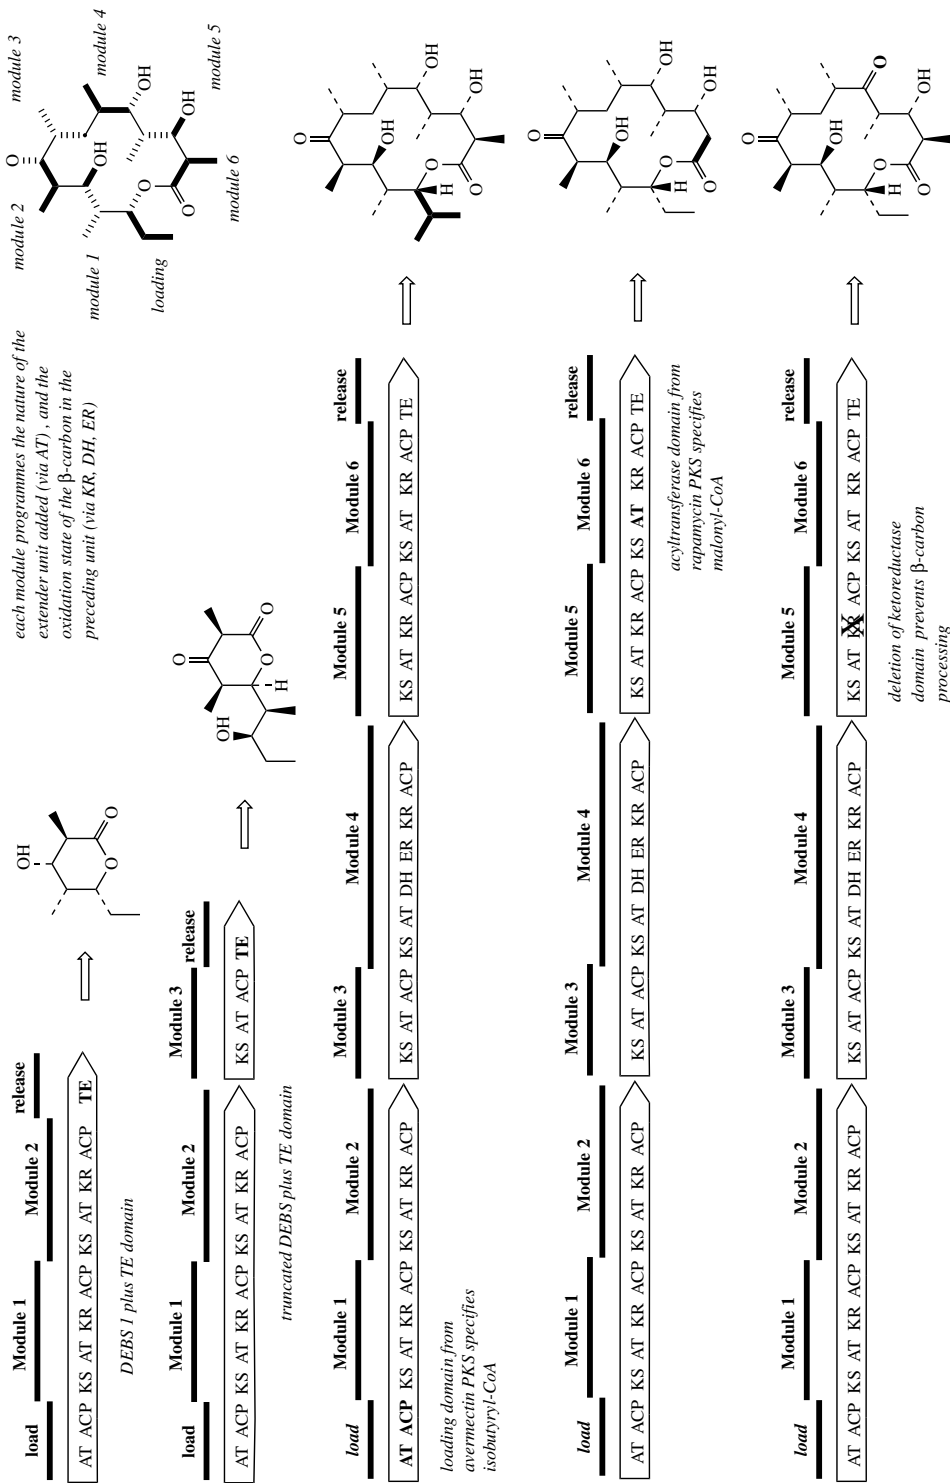 load
Module 1
Module 2
release
AT ACP KS AT KR ACP KS AT KR ACP TE
DEBS 1 plus TE domain
OH
O
O
each module programmes the nature of the
extender unit added (via AT), and the
oxidation state of the β-carbon in the
preceding unit (via KR, DH, ER)
module 1
module 2
module 3
module 4
module 5
module 6
loading
O
OH
O
O
OH
OH
load
Module 1
Module 2
Module 3
release
AT ACP KS AT KR ACP KS AT KR ACP
KS AT ACP TE
truncated DEBS plus TE domain
OH
O
H
O
O
load
Module 1
Module 2
Module 3
Module 4
Module 5
Module 6
release
AT ACP KS AT KR ACP KS AT KR ACP
KS AT ACP KS AT DH ER KR ACP
KS AT KR ACP KS AT KR ACP TE
loading domain from
avermectin PKS specifies
isobutyryl-CoA
O
OH
H
O
O
OH
OH
load
Module 1
Module 2
Module 3
Module 4
Module 5
Module 6
release
AT ACP KS AT KR ACP KS AT KR ACP
KS AT ACP KS AT DH ER KR ACP
KS AT KR ACP KS AT KR ACP TE
acyltransferase domain from
rapamycin PKS specifies
malonyl-CoA
O
OH
H
O
O
OH
OH
load
Module 1
Module 2
Module 3
Module 4
Module 5
Module 6
release
AT ACP KS AT KR ACP KS AT KR ACP
KS AT ACP KS AT DH ER KR ACP
KS AT KR X ACP KS AT KR ACP TE
deletion of ketoreductase
domain prevents β-carbon
processing
O
OH
H
O
O
O
OH